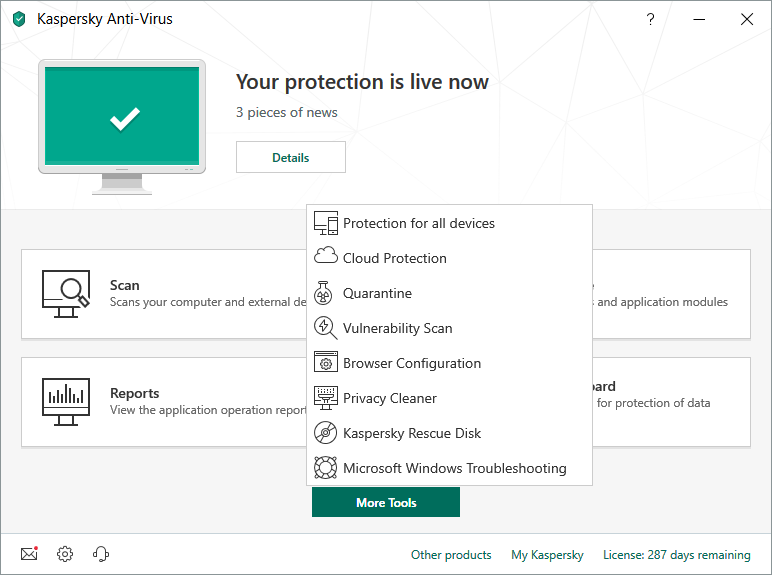 Kaspersky Anti-Virus
?
Your protection is live now
3 pieces of news
Details
Protection for all devices
Cloud Protection
Quarantine
Vulnerability Scan
Browser Configuration
Privacy Cleaner
Kaspersky Rescue Disk
Microsoft Windows Troubleshooting
Scan
Scans your computer and external
and application modules
Reports
View the application operation
for protection of data
More Tools
Other products
My Kaspersky
License: 287 days remaining